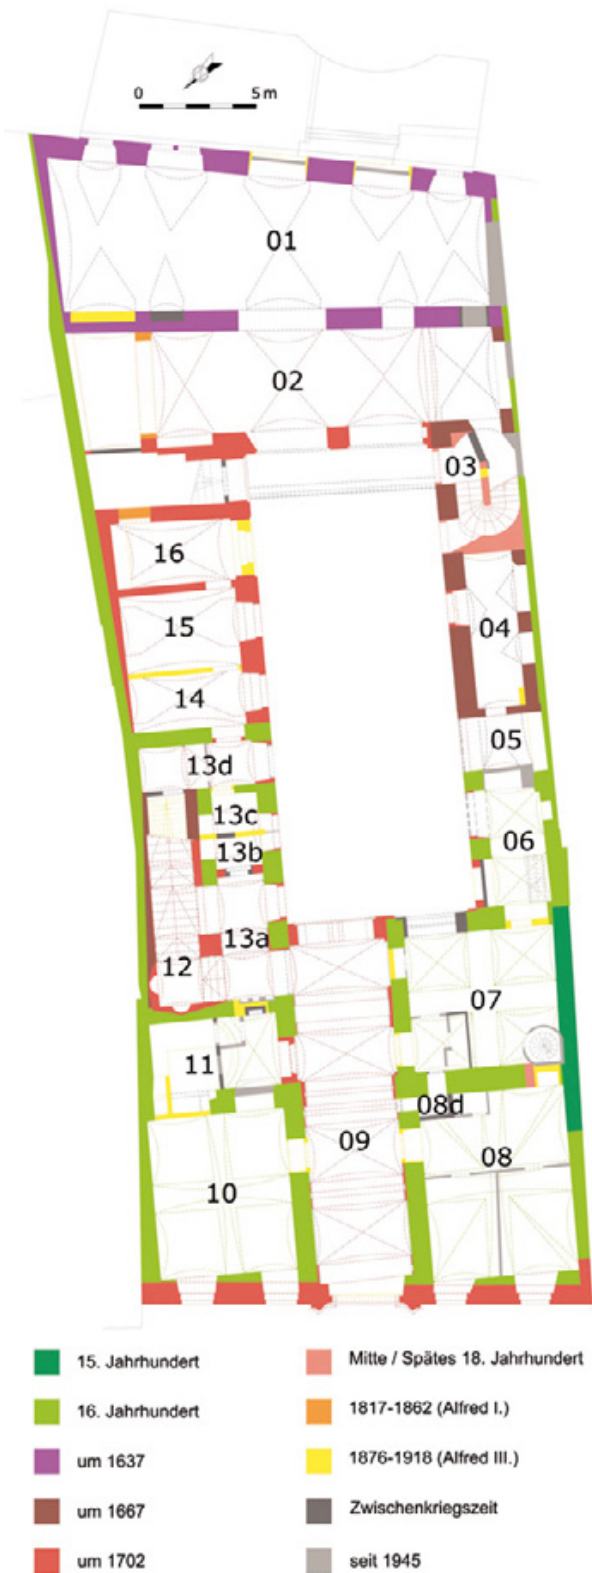 0 5 m
01
02
03
16
04
15
14
05
13d
13c
06
13b
13a
12
07
11
08d
09
08
10
15. Jahrhundert
16. Jahrhundert
um 1637
um 1667
um 1702
Mitte / Spätes 18. Jahrhundert
1817-1862 (Alfred I.)
1876-1918 (Alfred III.)
Zwischenkriegszeit
seit 1945